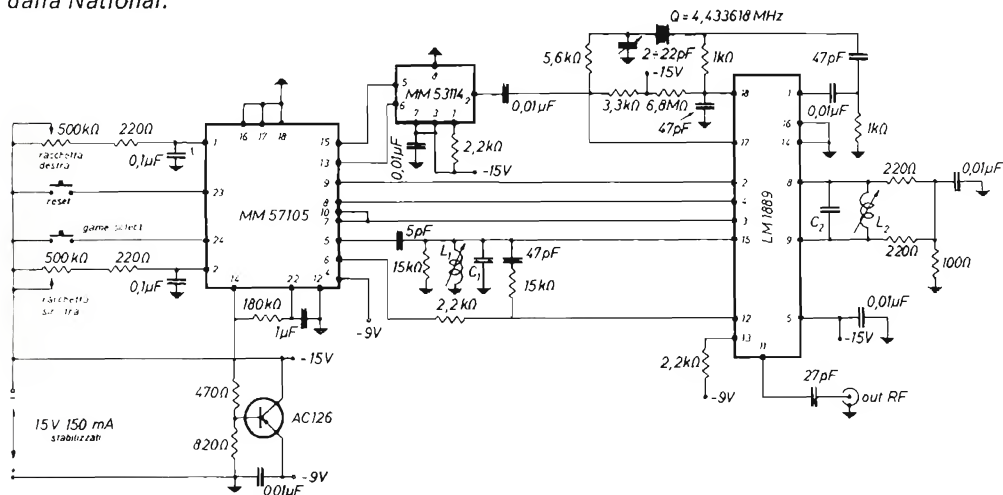 dalla National.
Q = 4,433618 MHz
5,6kΩ
2÷22pF
1kΩ
47pF
-15V
8
5
6
MM 53114
2
7
3
1
0,01µF
3,3kΩ
6,8MΩ
47pF
0,01µF
2,2kΩ
-15V
18
1
0,01µF
1kΩ
16
17
14
500kΩ
220Ω
racchetta
destra
0,1µF
1
16
17
18
15
13
9
8
10
7
5
6
4
2
4
3
15
LM1889
8
220Ω
0,01µF
C2
L2
9
220Ω
100Ω
reset
23
MM 57105
game select
24
500kΩ
220Ω
2
0,1µF
racchetta
14
22
12
180kΩ
1µF
-9V
5pF
15kΩ
L1
C1
47pF
15kΩ
2,2kΩ
12
13
5
0,01µF
-15V
11
2,2kΩ
-9V
27pF
out RF
-15V
470Ω
AC126
820Ω
15V 150 mA
stabilizzati
-9V
0,01µF